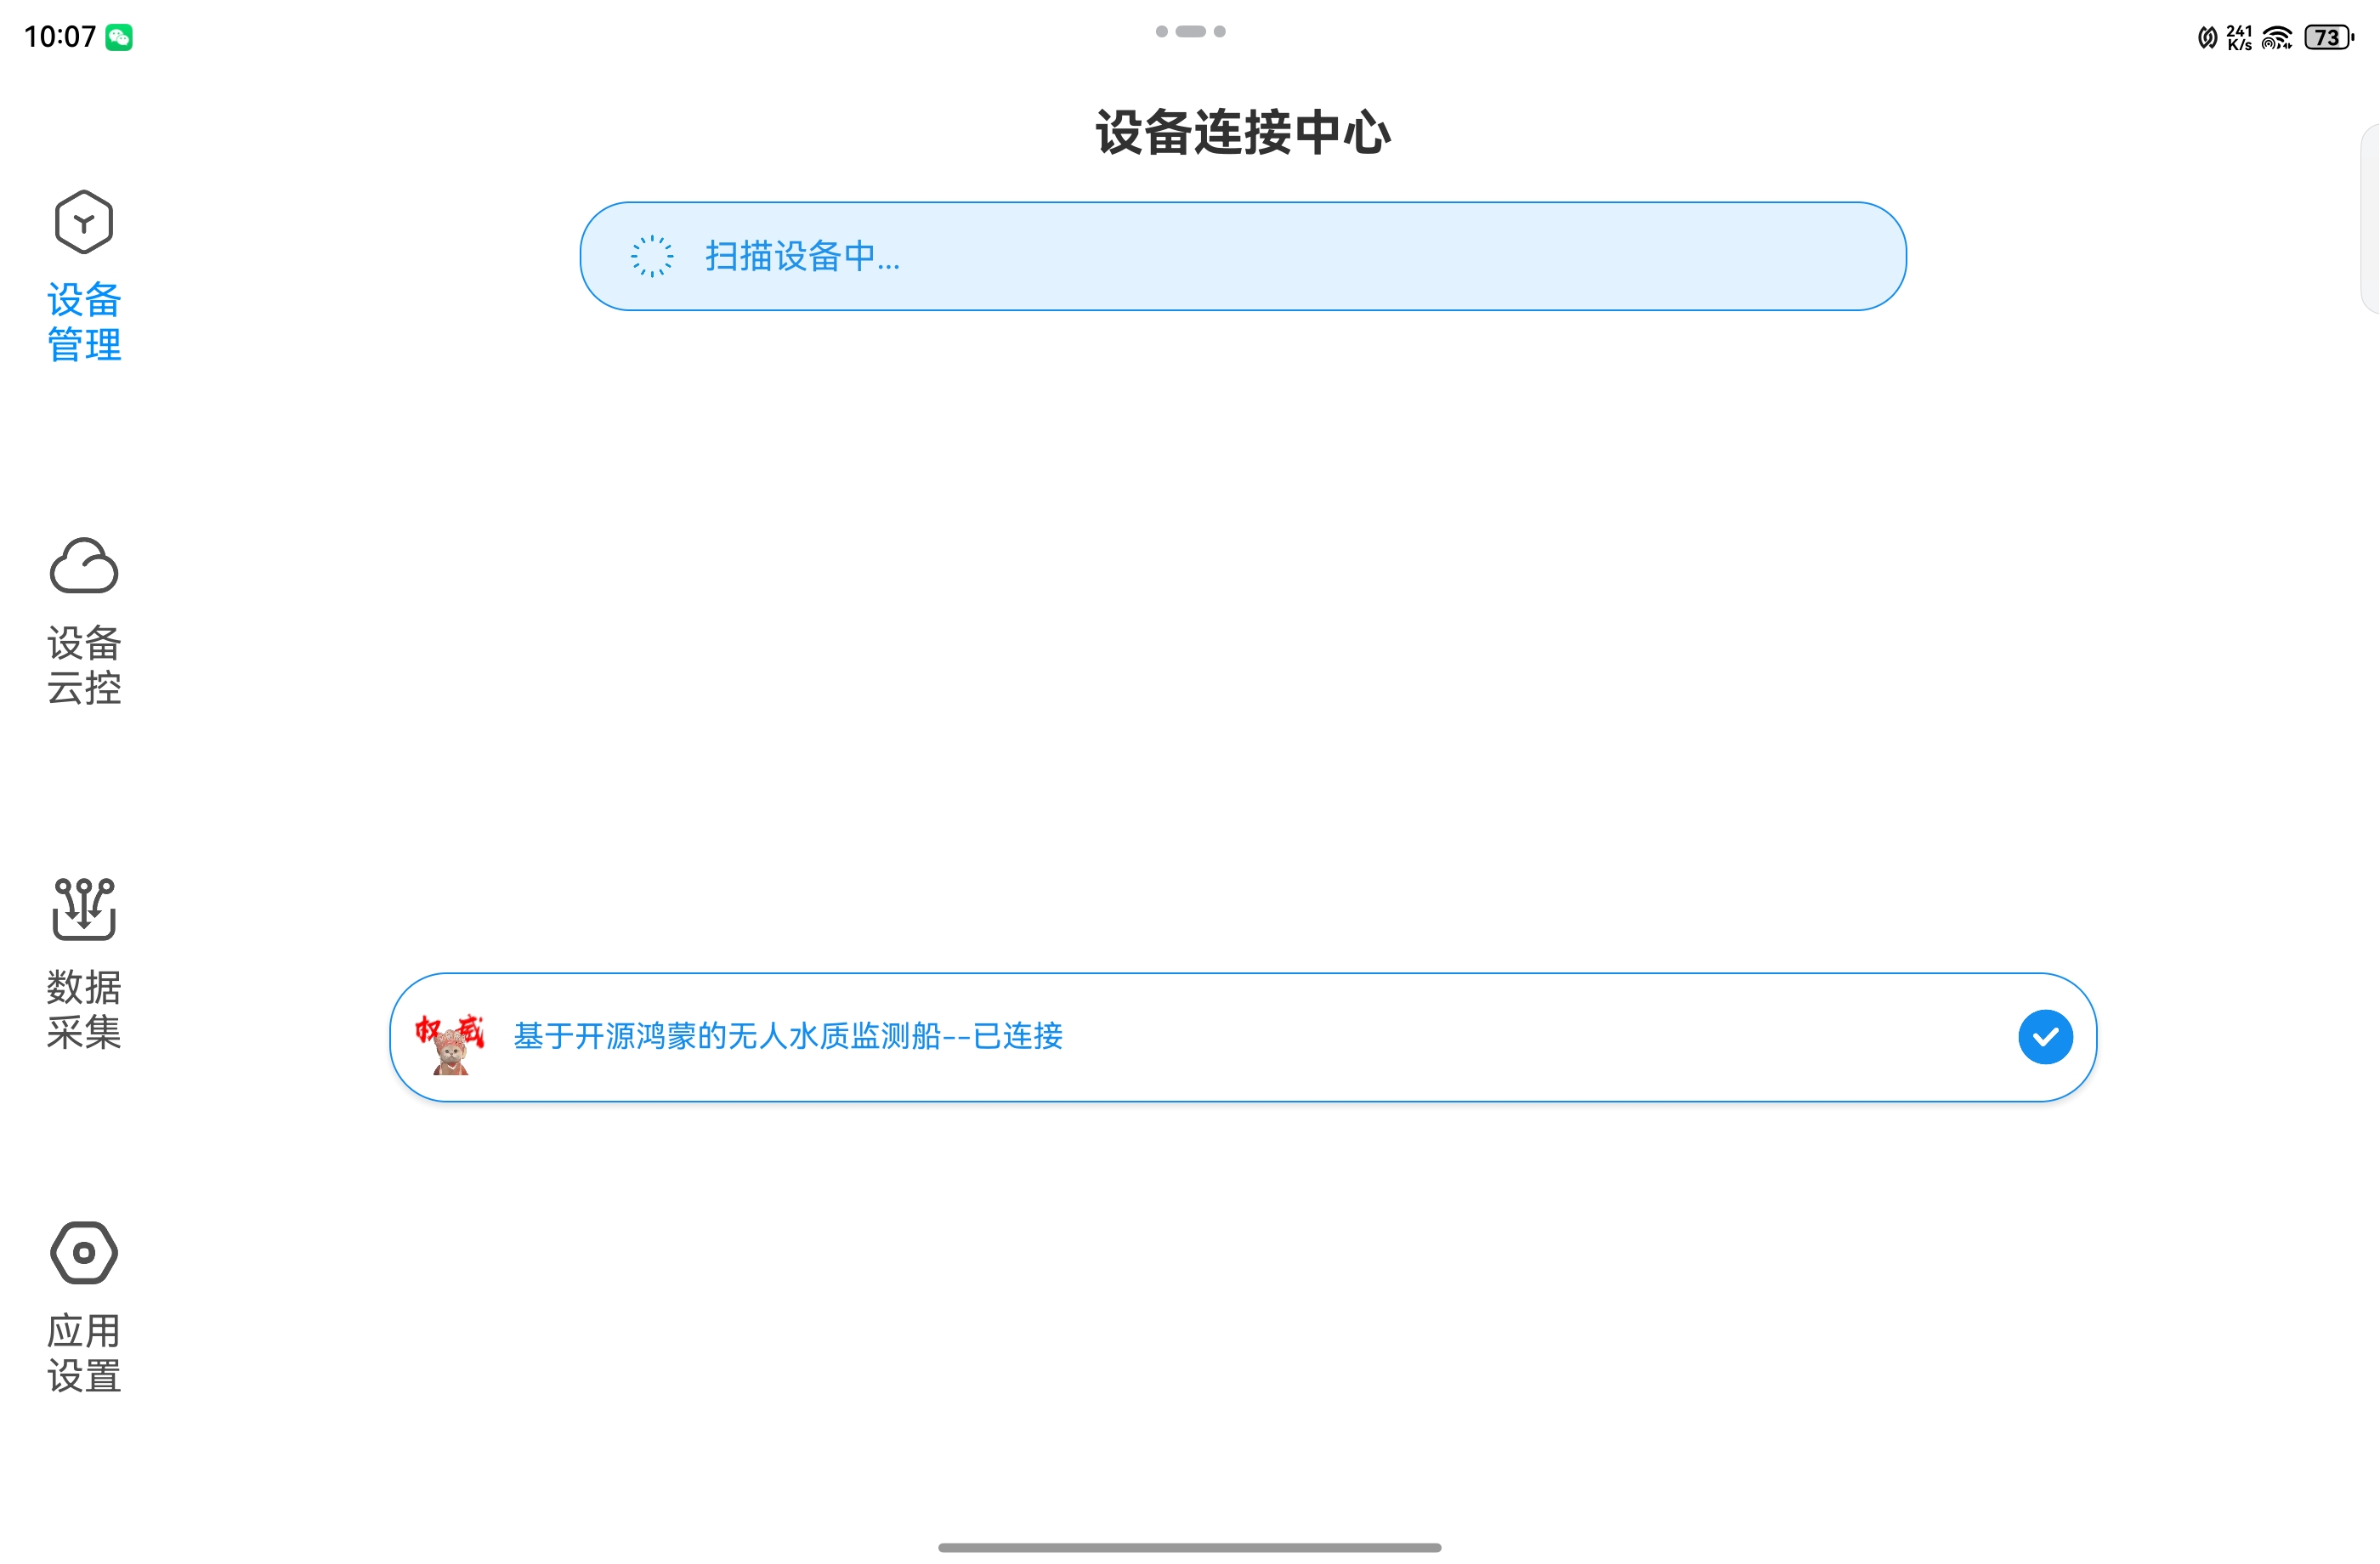 10:07
241
K/s
73
设备连接中心
扫描设备中...
设备
管理
设备
云控
数据
采集
权威
基于开源鸿蒙的无人水质监测船--已连接
应用
设置